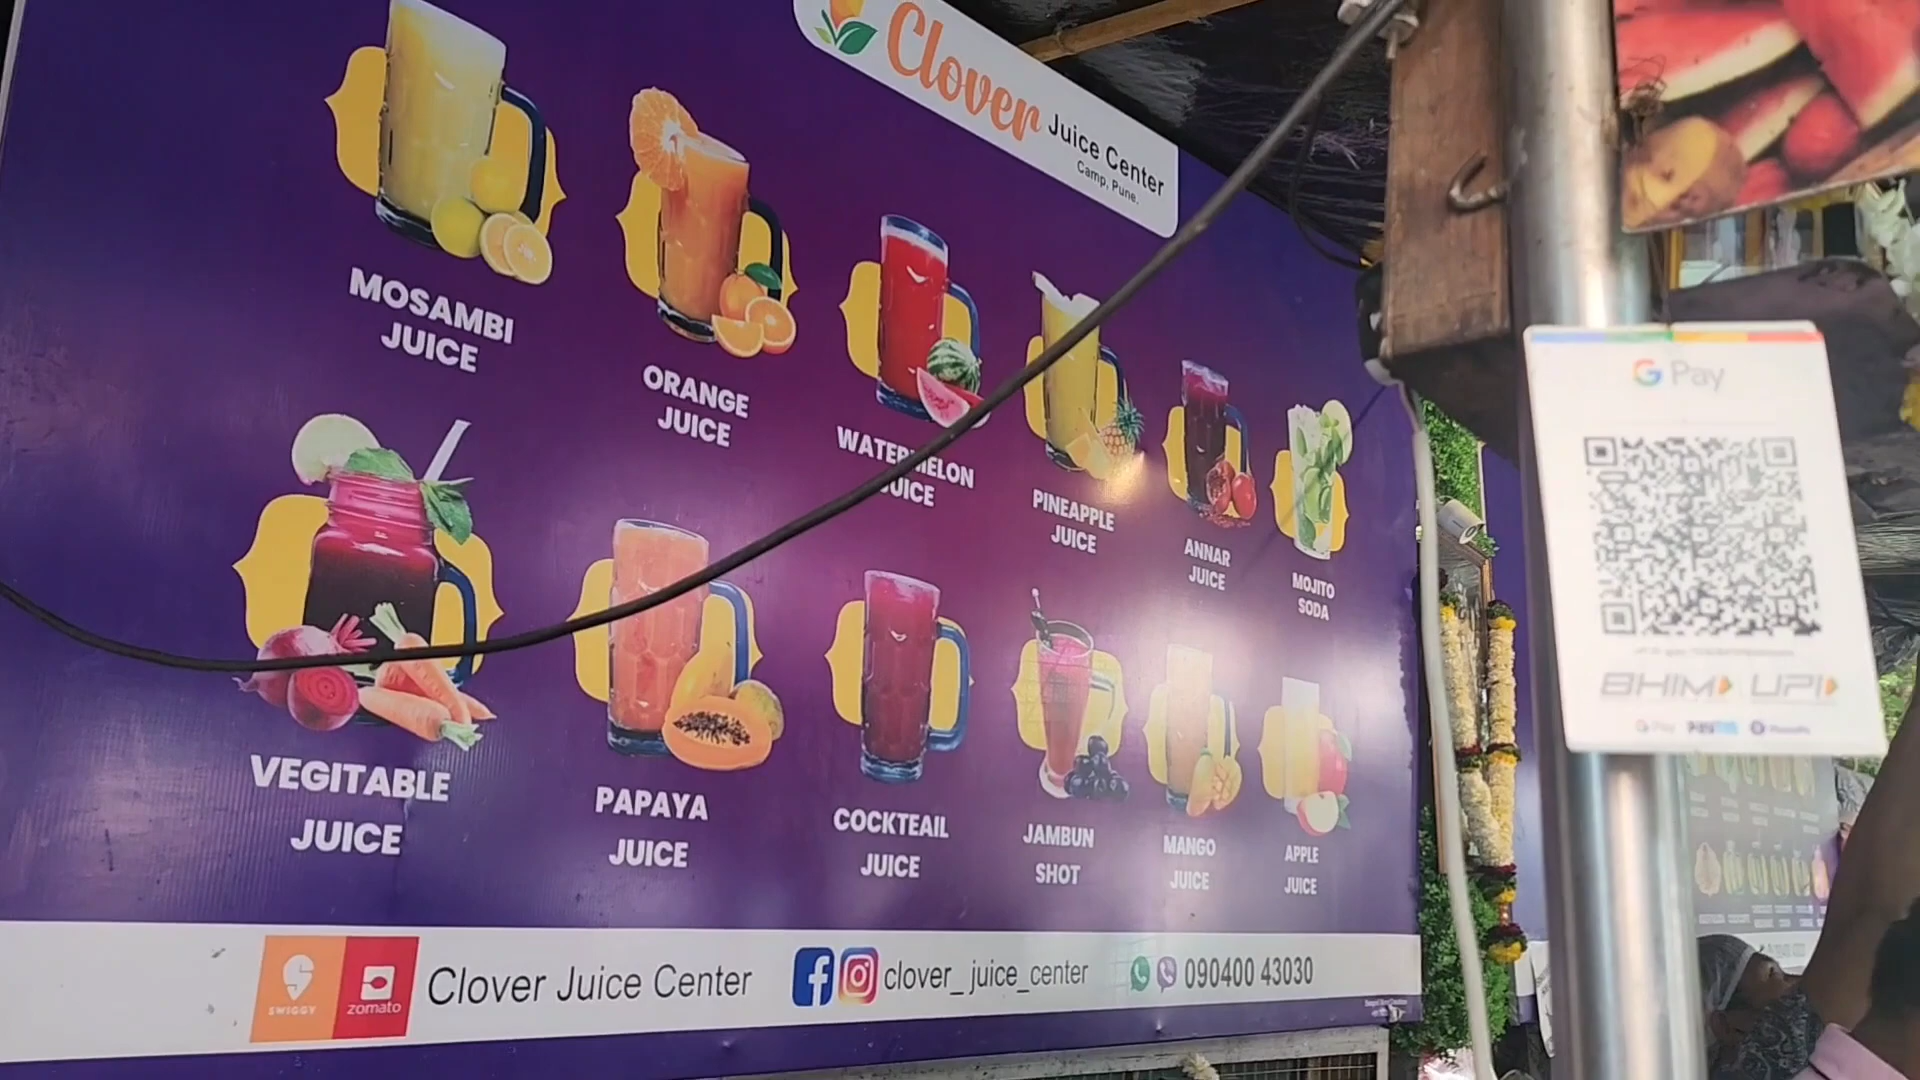 Clover Juice Center
Camp, Pune.
MOSAMBI
JUICE
ORANGE
JUICE
WATERMELON
JUICE
PINEAPPLE
JUICE
ANNAR
JUICE
MOJITO
SODA
VEGITABLE
JUICE
PAPAYA
JUICE
COCKTEAIL
JUICE
JAMBUN
SHOT
MANGO
JUICE
APPLE
JUICE
SWIGGY
zomato
Clover Juice Center
clover_juice_center
090400 43030
G Pay
BHIM UPI
G Pay Paytm